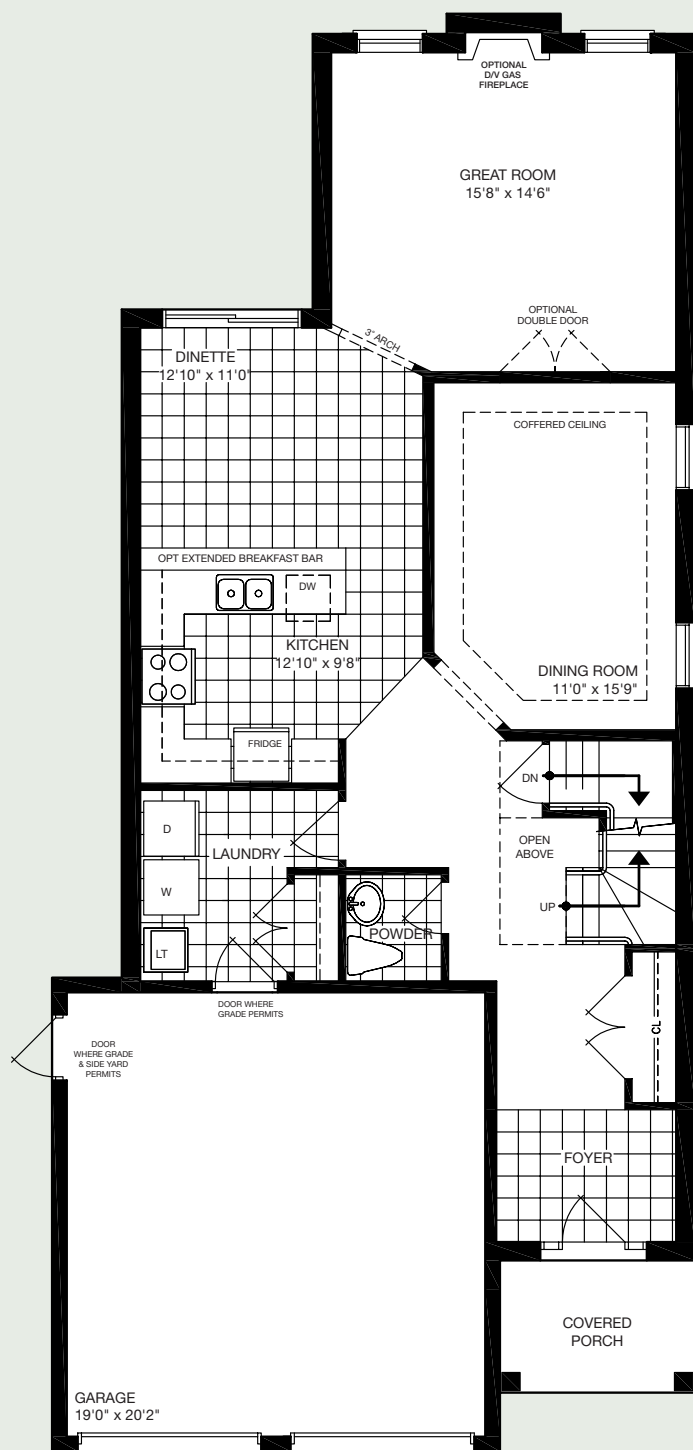 OPTIONAL
D/V GAS
FIREPLACE
GREAT ROOM
15'8" x 14'6"
OPTIONAL
DOUBLE DOOR
3" ARCH
DINETTE
12'10" x 11'0"
COFFERED CEILING
OPT EXTENDED BREAKFAST BAR
DW
KITCHEN
12'10" x 9'8"
DINING ROOM
11'0" x 15'9"
FRIDGE
DN
D
LAUNDRY
OPEN
ABOVE
W
UP
POWDER
LT
DOOR WHERE
GRADE PERMITS
DOOR
WHERE GRADE
& SIDE YARD
PERMITS
CL
FOYER
COVERED
PORCH
GARAGE
19'0" x 20'2"